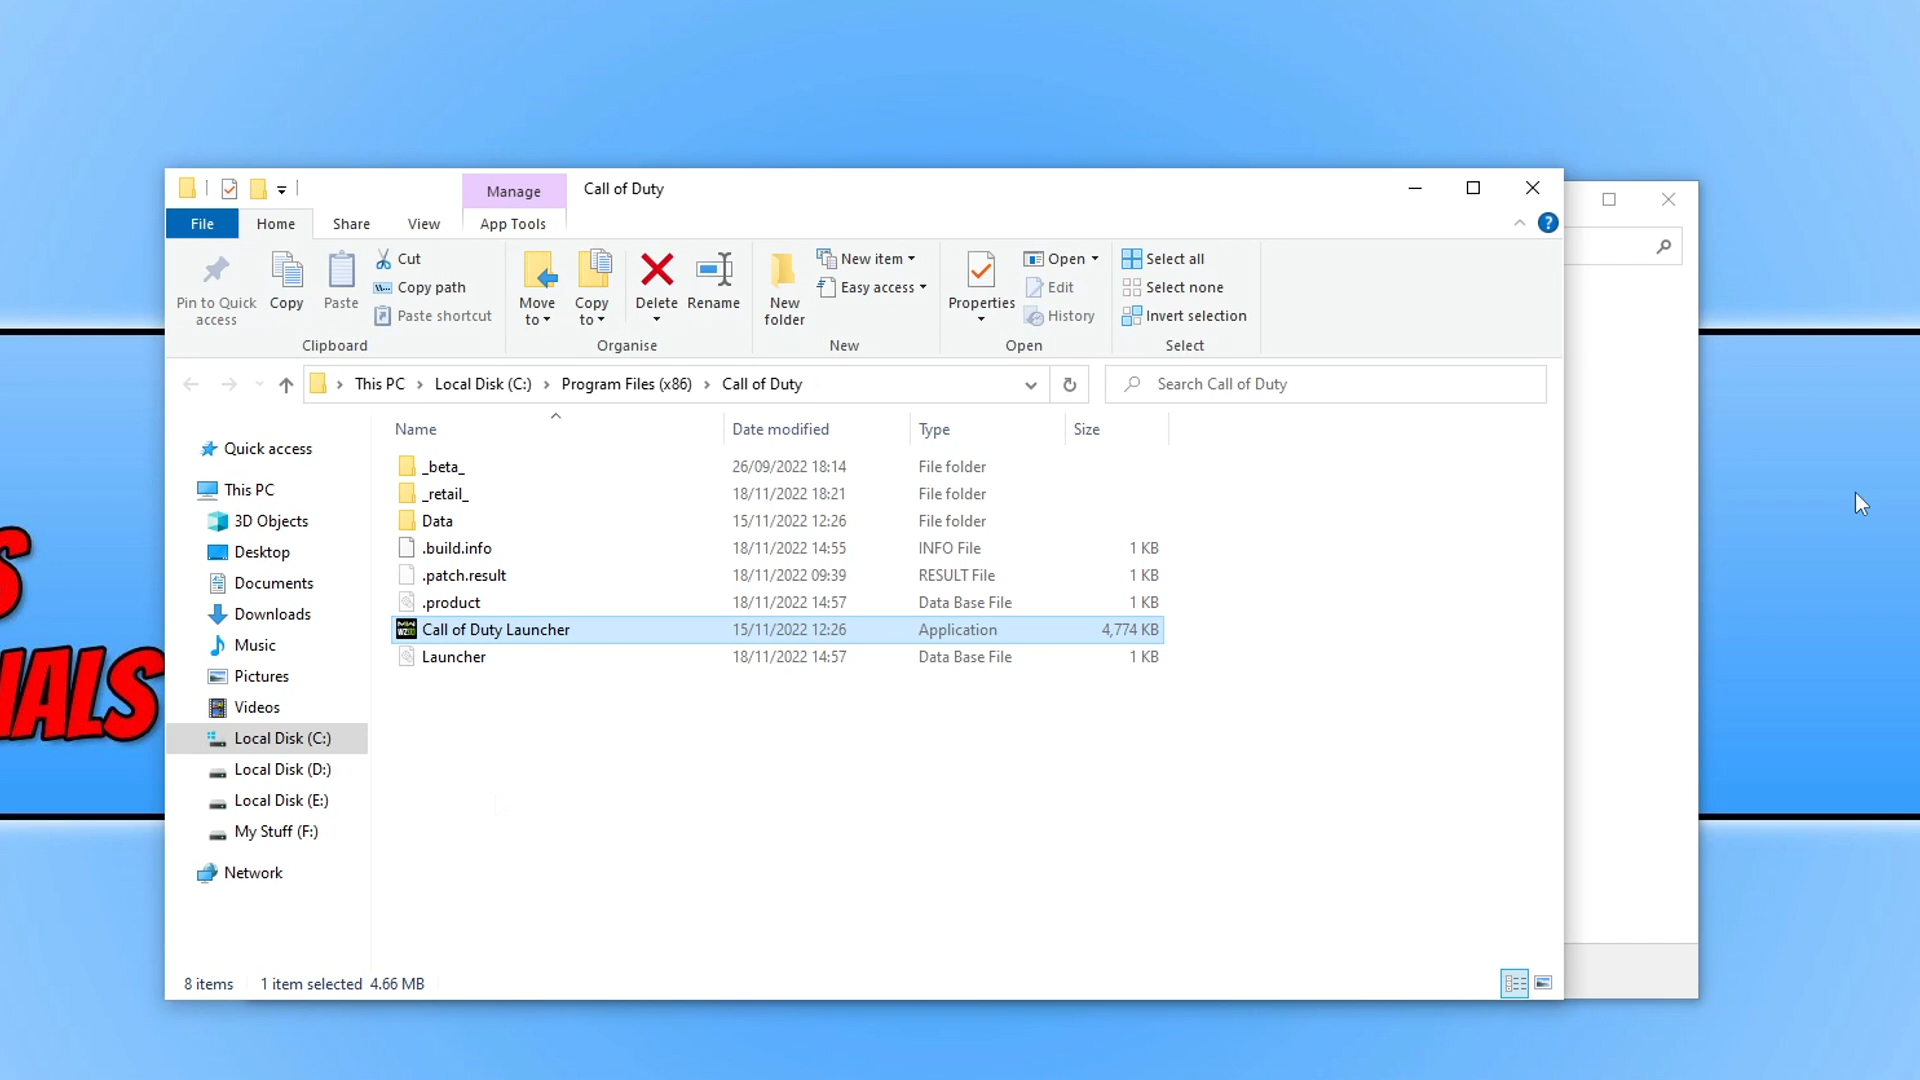 Manage
Call of Duty
File
Home
Share
View
App Tools
Pin to Quick access
Copy
Paste
Cut
Copy path
Paste shortcut
Clipboard
Move to
Copy to
Delete
Rename
Organise
New folder
New item
Easy access
New
Properties
Open
Edit
History
Open
Select all
Select none
Invert selection
Select
This PC > Local Disk (C:) > Program Files (x86) > Call of Duty
Search Call of Duty
Name Date modified Type Size
_beta_ 26/09/2022 18:14 File folder
_retail_ 18/11/2022 18:21 File folder
Data 15/11/2022 12:26 File folder
.build.info 18/11/2022 14:55 INFO File 1 KB
.patch.result 18/11/2022 09:39 RESULT File 1 KB
.product 18/11/2022 14:57 Data Base File 1 KB
Call of Duty Launcher 15/11/2022 12:26 Application 4,774 KB
Launcher 18/11/2022 14:57 Data Base File 1 KB
Quick access
This PC
3D Objects
Desktop
Documents
Downloads
Music
Pictures
Videos
Local Disk (C:)
Local Disk (D:)
Local Disk (E:)
My Stuff (F:)
Network
S
IALS
8 items 1 item selected 4.66 MB